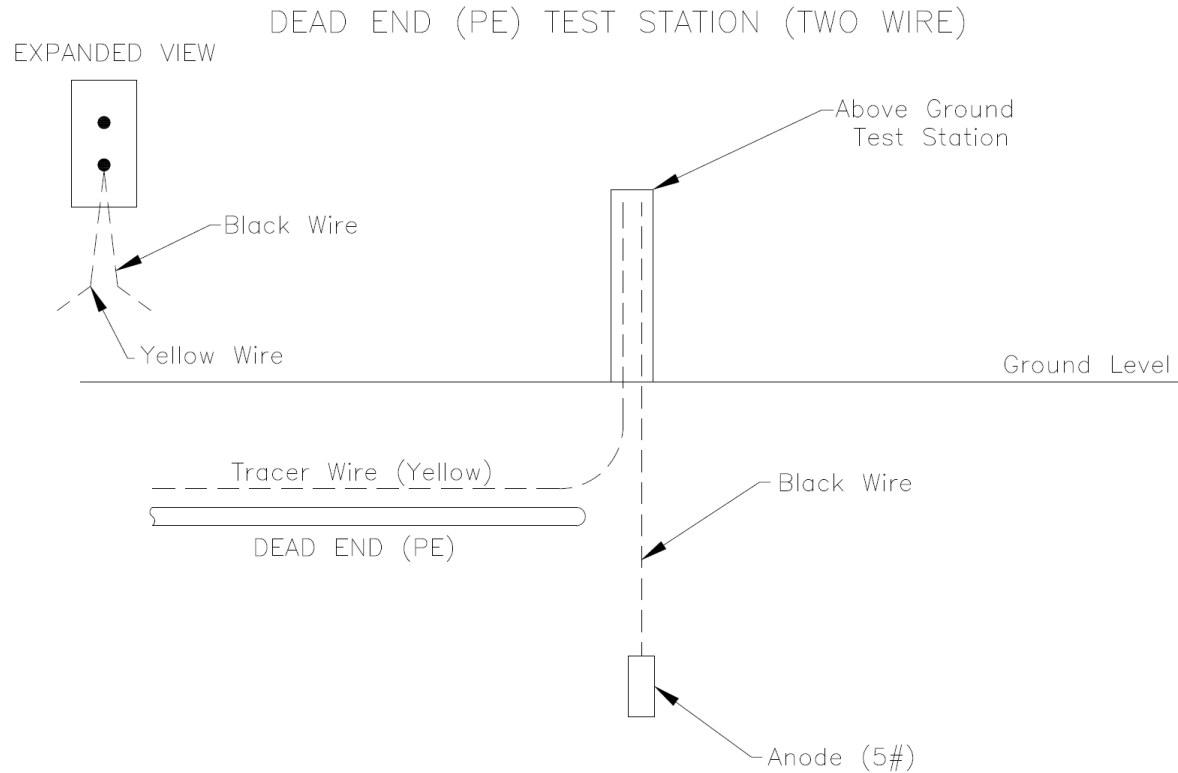 DEAD END (PE) TEST STATION (TWO WIRE)
EXPANDED VIEW
Above Ground
Test Station
Black Wire
Yellow Wire
Ground Level
Tracer Wire (Yellow)
Black Wire
DEAD END (PE)
Anode (5#)